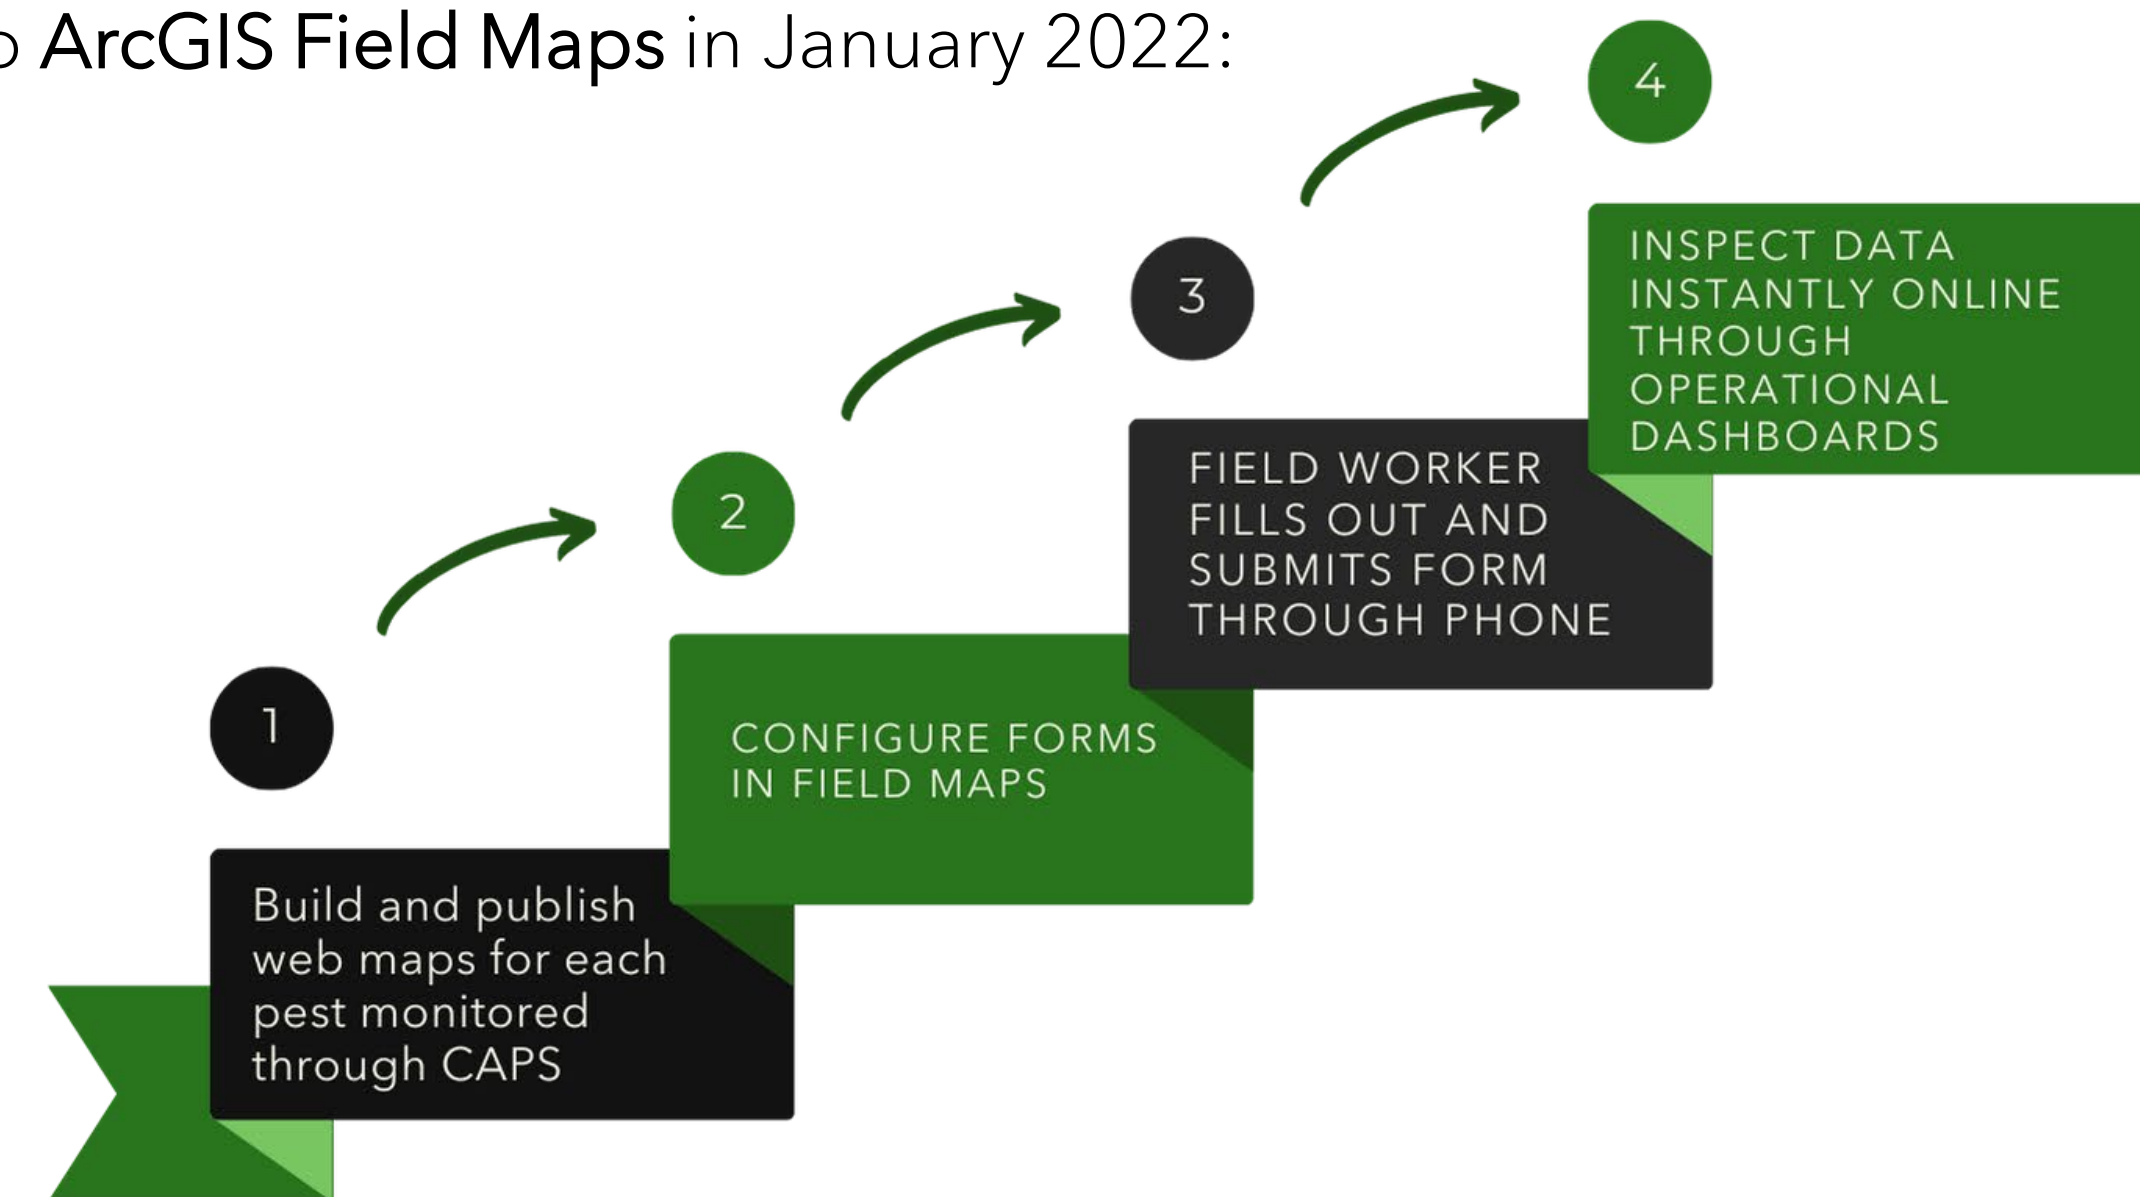 ArcGIS Field Maps in January 2022:
1
Build and publish
web maps for each
pest monitored
through CAPS
2
CONFIGURE FORMS
IN FIELD MAPS
3
FIELD WORKER
FILLS OUT AND
SUBMITS FORM
THROUGH PHONE
4
INSPECT DATA
INSTANTLY ONLINE
THROUGH
OPERATIONAL
DASHBOARDS